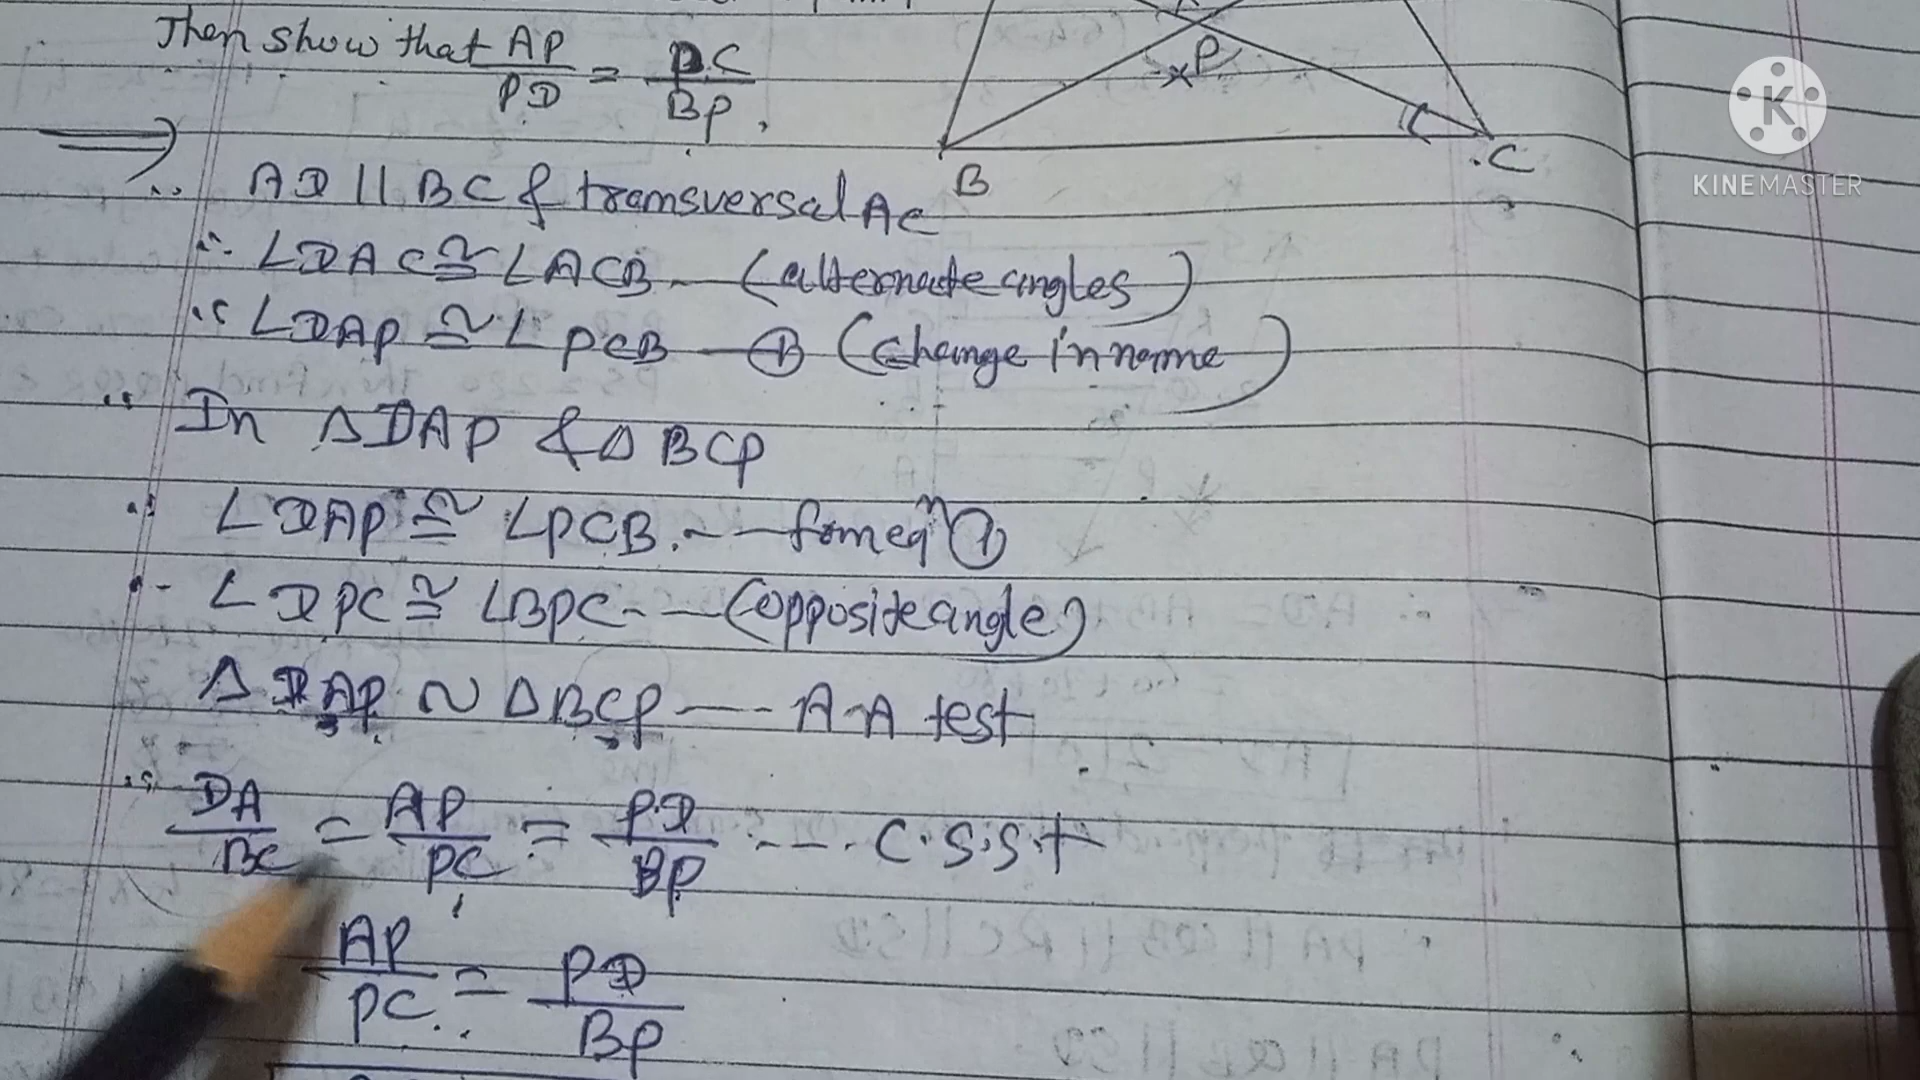 Then show that AP/PD = PC/BP.
P
B
C
KINEMASTER
∵ AD || BC & transversal AC
∴ ∠DAC ≅ ∠ACB -- (alternate angles)
∴ ∠DAP ≅ ∠PCB -- ① (change in name)
∴ In △DAP & △BCP
∴ ∠DAP ≅ ∠PCB. -- fom eqⁿ ①
∴ ∠DPC ≅ ∠BPC -- (opposite angle)
△DAP ~ △BCP --- A-A test
∴ DA/BC = AP/PC = PD/BP ---- C.S.S.t
AP/PC = PD/BP